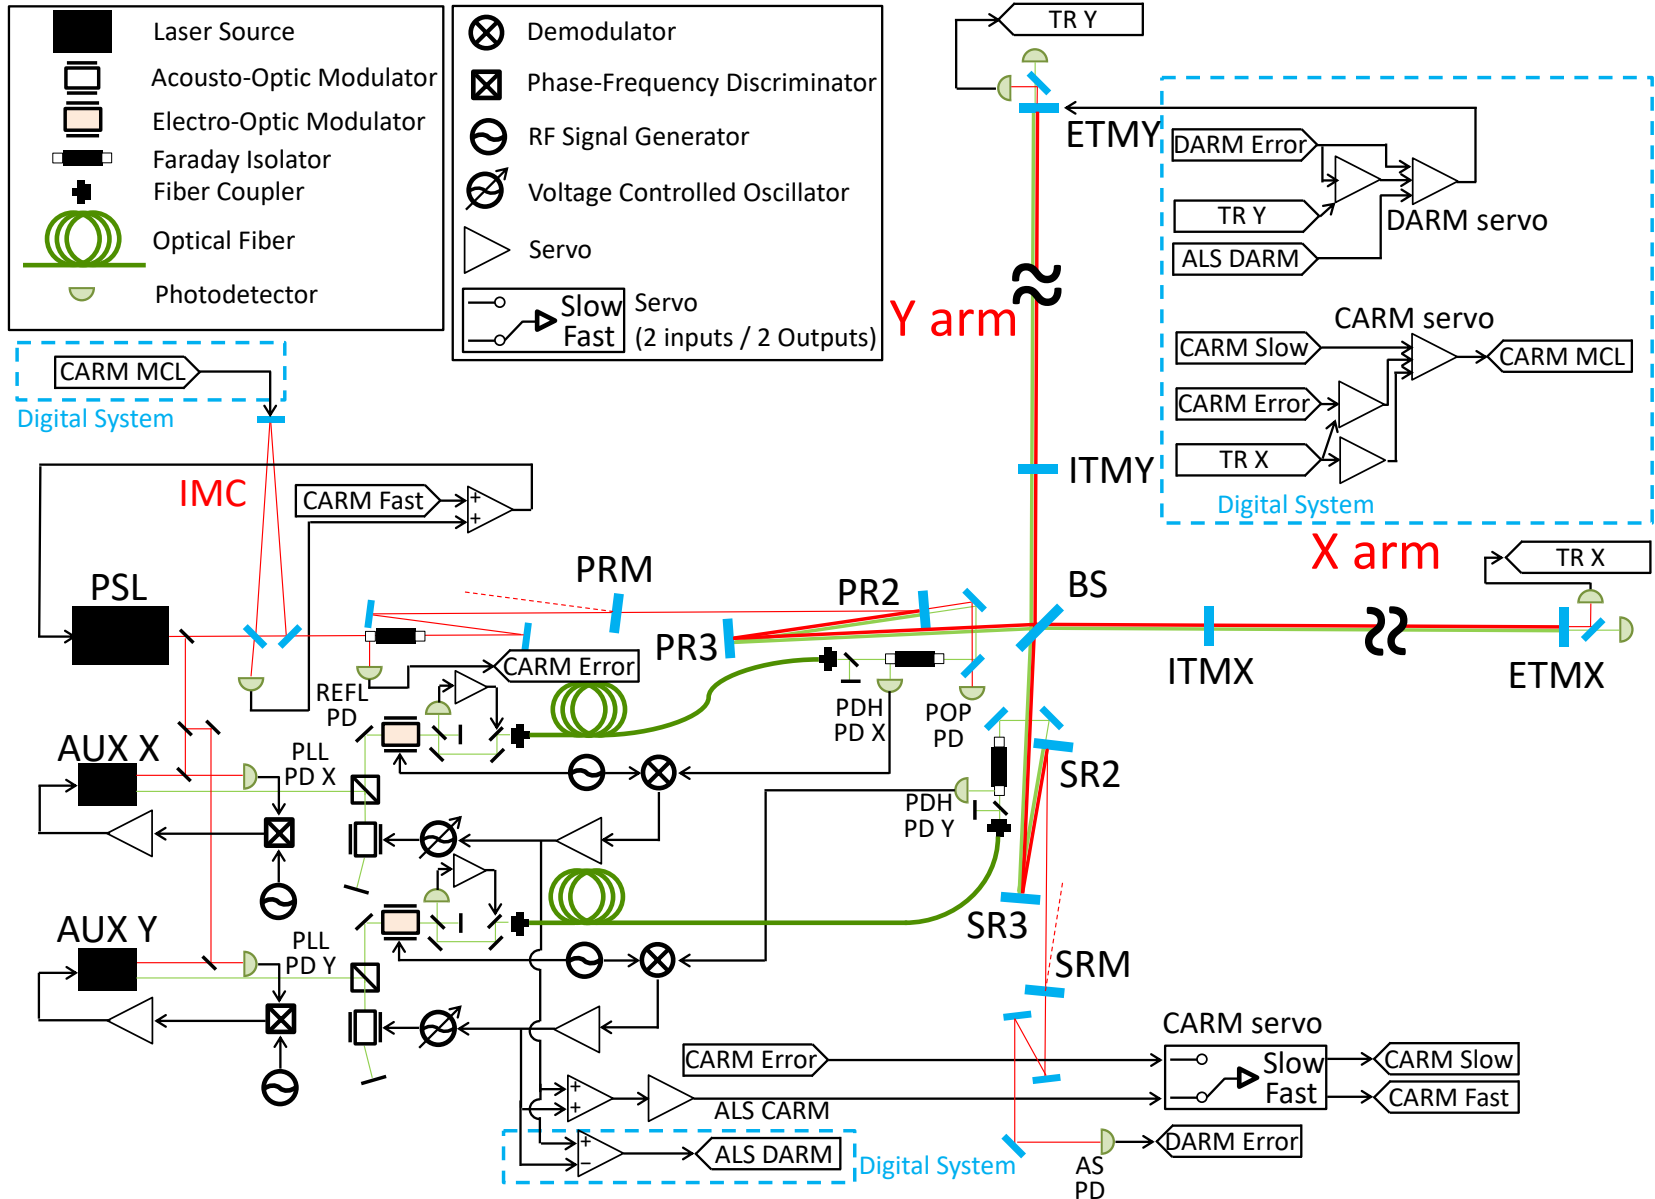 Laser Source
Acousto-Optic Modulator
Electro-Optic Modulator
Faraday Isolator
Fiber Coupler
Optical Fiber
Photodetector
Demodulator
Phase-Frequency Discriminator
RF Signal Generator
Voltage Controlled Oscillator
Servo
Slow
Fast
Servo
(2 inputs / 2 Outputs)
TR Y
ETMY
Y arm
DARM Error
TR Y
ALS DARM
DARM servo
CARM servo
CARM Slow
CARM Error
TR X
CARM MCL
Digital System
CARM MCL
Digital System
IMC
CARM Fast
+
+
ITMY
X arm
TR X
PSL
PRM
PR2
BS
PR3
ITMX
ETMX
CARM Error
REFL
PD
PDH
PD X
POP
PD
AUX X
PLL
PD X
SR2
PDH
PD Y
AUX Y
PLL
PD Y
SR3
SRM
CARM servo
CARM Error
Slow
Fast
CARM Slow
CARM Fast
+
+
ALS CARM
+
−
ALS DARM
Digital System
AS
PD
DARM Error